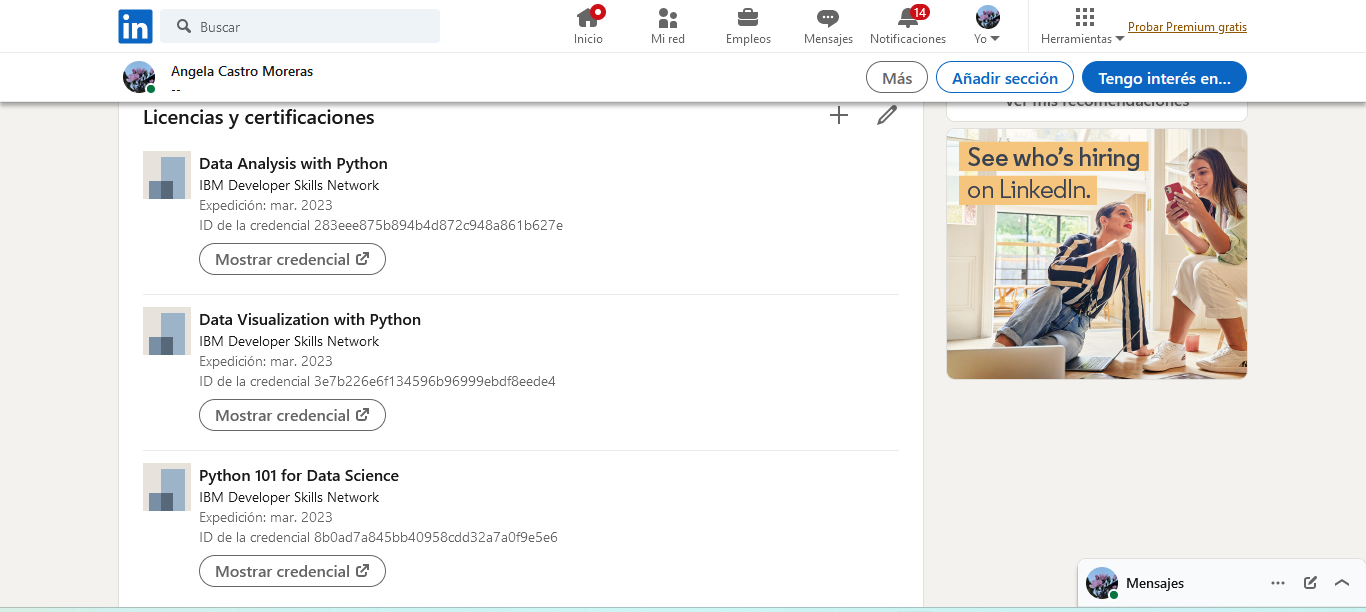 in
Buscar
Inicio
Mi red
Empleos
Mensajes
14
Notificaciones
Yo
Herramientas
Probar Premium gratis
Angela Castro Moreras
--
Más
Añadir sección
Tengo interés en...
Ver mis recomendaciones
Licencias y certificaciones
Data Analysis with Python
IBM Developer Skills Network
Expedición: mar. 2023
ID de la credencial 283eee875b894b4d872c948a861b627e
Mostrar credencial
Data Visualization with Python
IBM Developer Skills Network
Expedición: mar. 2023
ID de la credencial 3e7b226e6f134596b96999ebdf8eede4
Mostrar credencial
Python 101 for Data Science
IBM Developer Skills Network
Expedición: mar. 2023
ID de la credencial 8b0ad7a845bb40958cdd32a7a0f9e5e6
Mostrar credencial
See who's hiring
on LinkedIn.
Mensajes